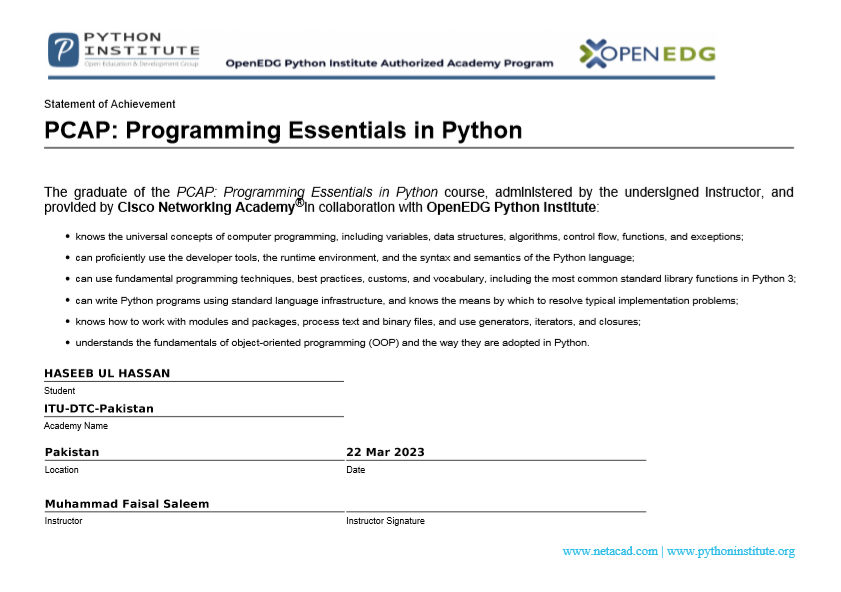 PYTHON
INSTITUTE
Open Education & Development Group
OpenEDG Python Institute Authorized Academy Program
OPENEDG
Statement of Achievement
PCAP: Programming Essentials in Python
The graduate of the PCAP: Programming Essentials in Python course, administered by the undersigned instructor, and
provided by Cisco Networking Academy®in collaboration with OpenEDG Python Institute:
• knows the universal concepts of computer programming, including variables, data structures, algorithms, control flow, functions, and exceptions;
• can proficiently use the developer tools, the runtime environment, and the syntax and semantics of the Python language;
• can use fundamental programming techniques, best practices, customs, and vocabulary, including the most common standard library functions in Python 3;
• can write Python programs using standard language infrastructure, and knows the means by which to resolve typical implementation problems;
• knows how to work with modules and packages, process text and binary files, and use generators, iterators, and closures;
• understands the fundamentals of object-oriented programming (OOP) and the way they are adopted in Python.
HASEEB UL HASSAN
Student
ITU-DTC-Pakistan
Academy Name
Pakistan 22 Mar 2023
Location Date
Muhammad Faisal Saleem
Instructor Instructor Signature
www.netacad.com | www.pythoninstitute.org